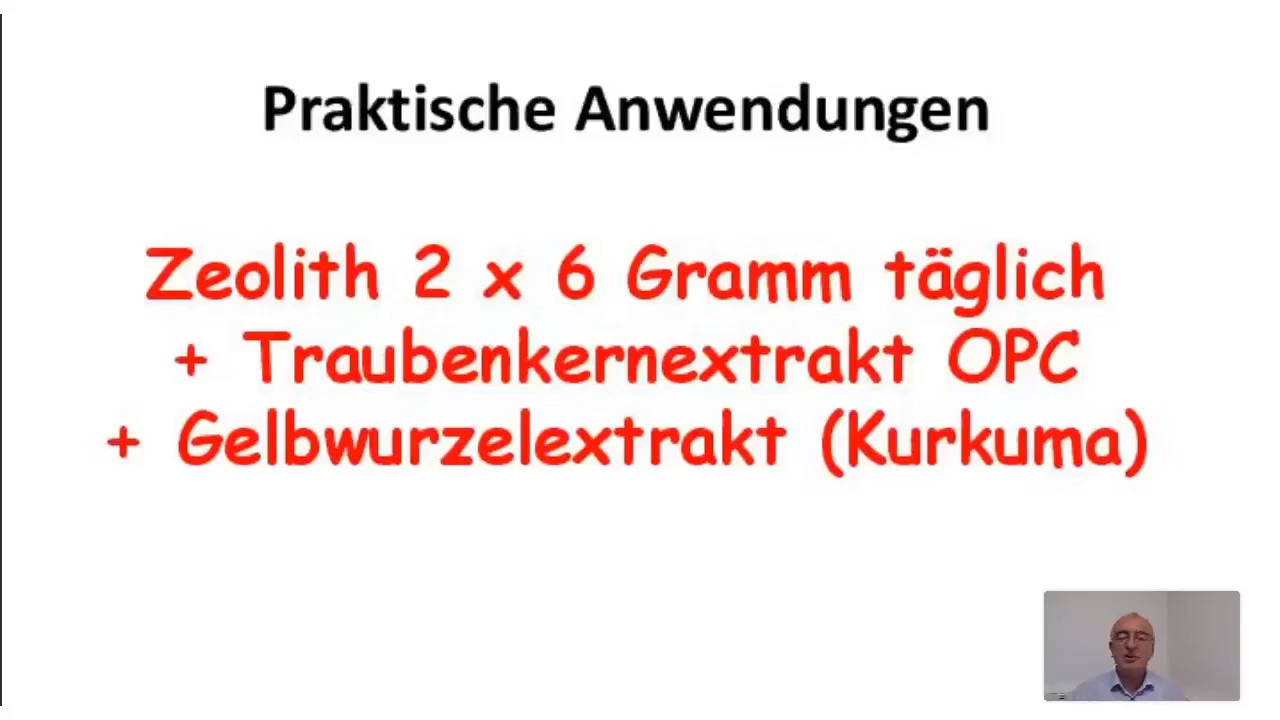 Praktische Anwendungen
Zeolith 2 x 6 Gramm täglich
+ Traubenkernextrakt OPC
+ Gelbwurzelextrakt (Kurkuma)